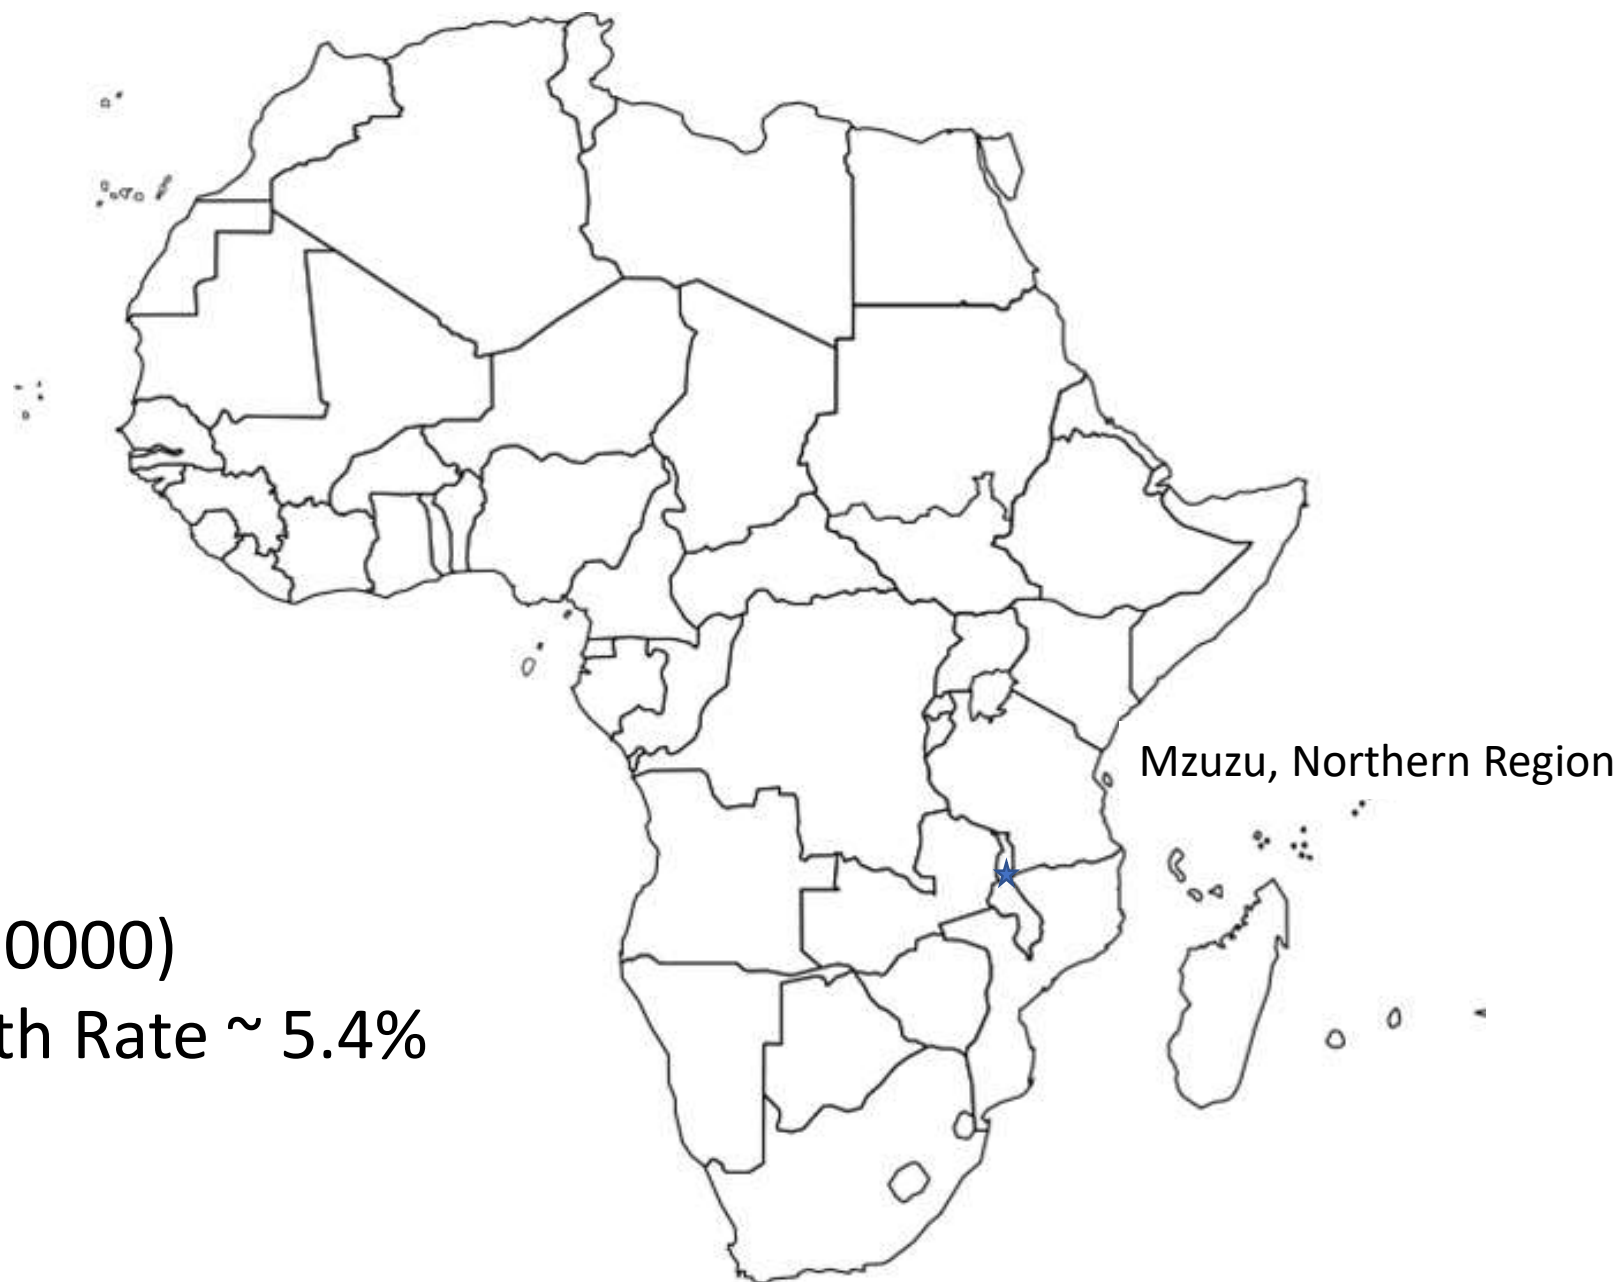 Mzuzu, Northern Region
0000)
th Rate ~ 5.4%